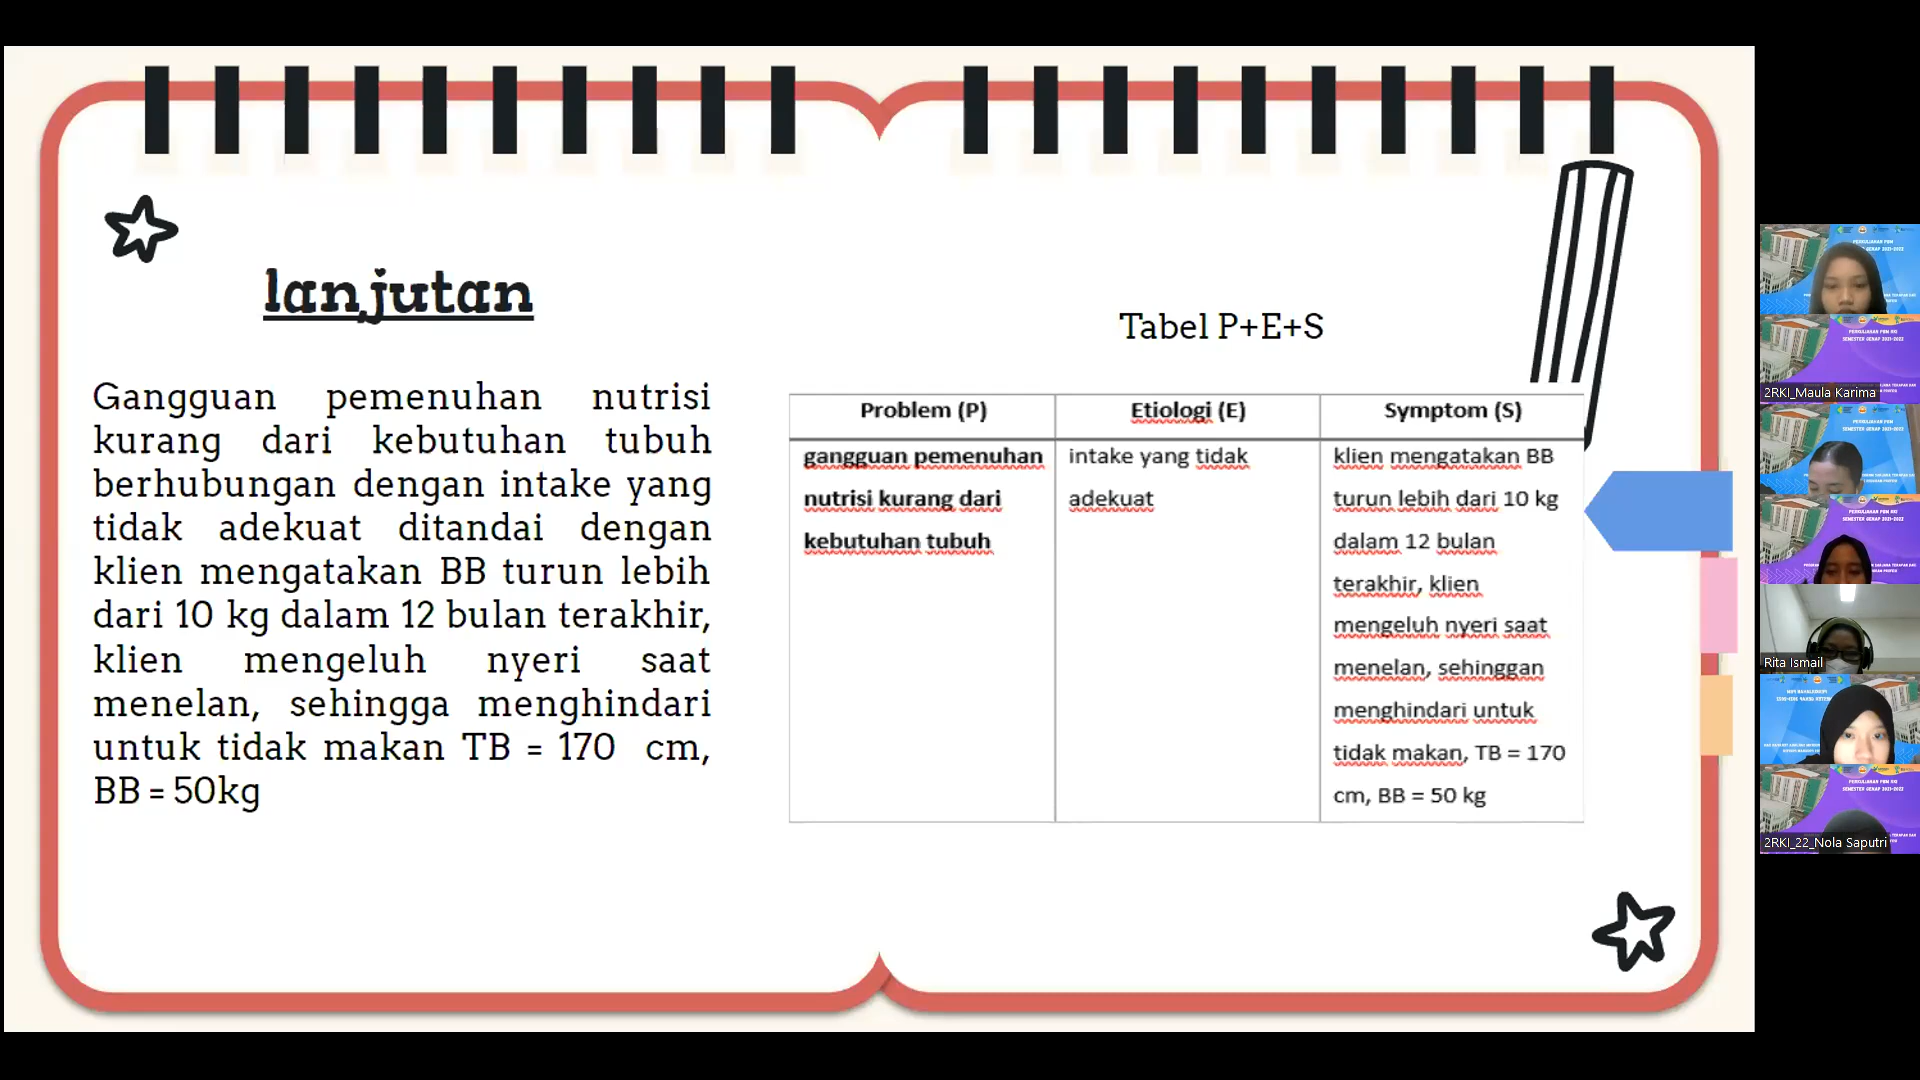 lanjutan
Gangguan pemenuhan nutrisi
kurang dari kebutuhan tubuh
berhubungan dengan intake yang
tidak adekuat ditandai dengan
klien mengatakan BB turun lebih
dari 10 kg dalam 12 bulan terakhir,
klien mengeluh nyeri saat
menelan, sehingga menghindari
untuk tidak makan TB = 170 cm,
BB = 50kg
Tabel P+E+S
Problem (P)
Etiologi (E)
Symptom (S)
gangguan pemenuhan
nutrisi kurang dari
kebutuhan tubuh
intake yang tidak
adekuat
klien mengatakan BB
turun lebih dari 10 kg
dalam 12 bulan
terakhir, klien
mengeluh nyeri saat
menelan, sehinggan
menghindari untuk
tidak makan, TB = 170
cm, BB = 50 kg
2RKI_Maula Karima
Rita Ismail
2RKI_22_Nola Saputri